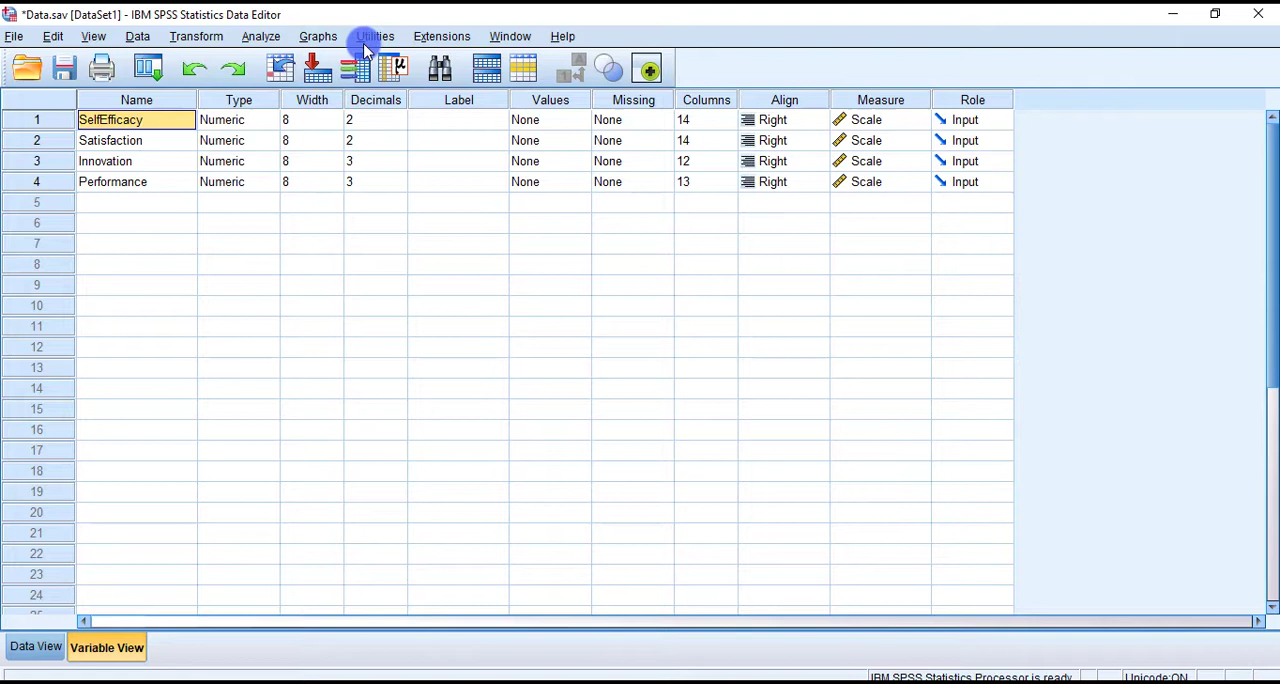 *Data.sav [DataSet1] - IBM SPSS Statistics Data Editor
File Edit View Data Transform Analyze Graphs Utilities Extensions Window Help
Name Type Width Decimals Label Values Missing Columns Align Measure Role
1 SelfEfficacy Numeric 8 2 None None 14 Right Scale Input
2 Satisfaction Numeric 8 2 None None 14 Right Scale Input
3 Innovation Numeric 8 3 None None 12 Right Scale Input
4 Performance Numeric 8 3 None None 13 Right Scale Input
5
6
7
8
9
10
11
12
13
14
15
16
17
18
19
20
21
22
23
24
25
Data View Variable View
IBM SPSS Statistics Processor is ready Unicode:ON